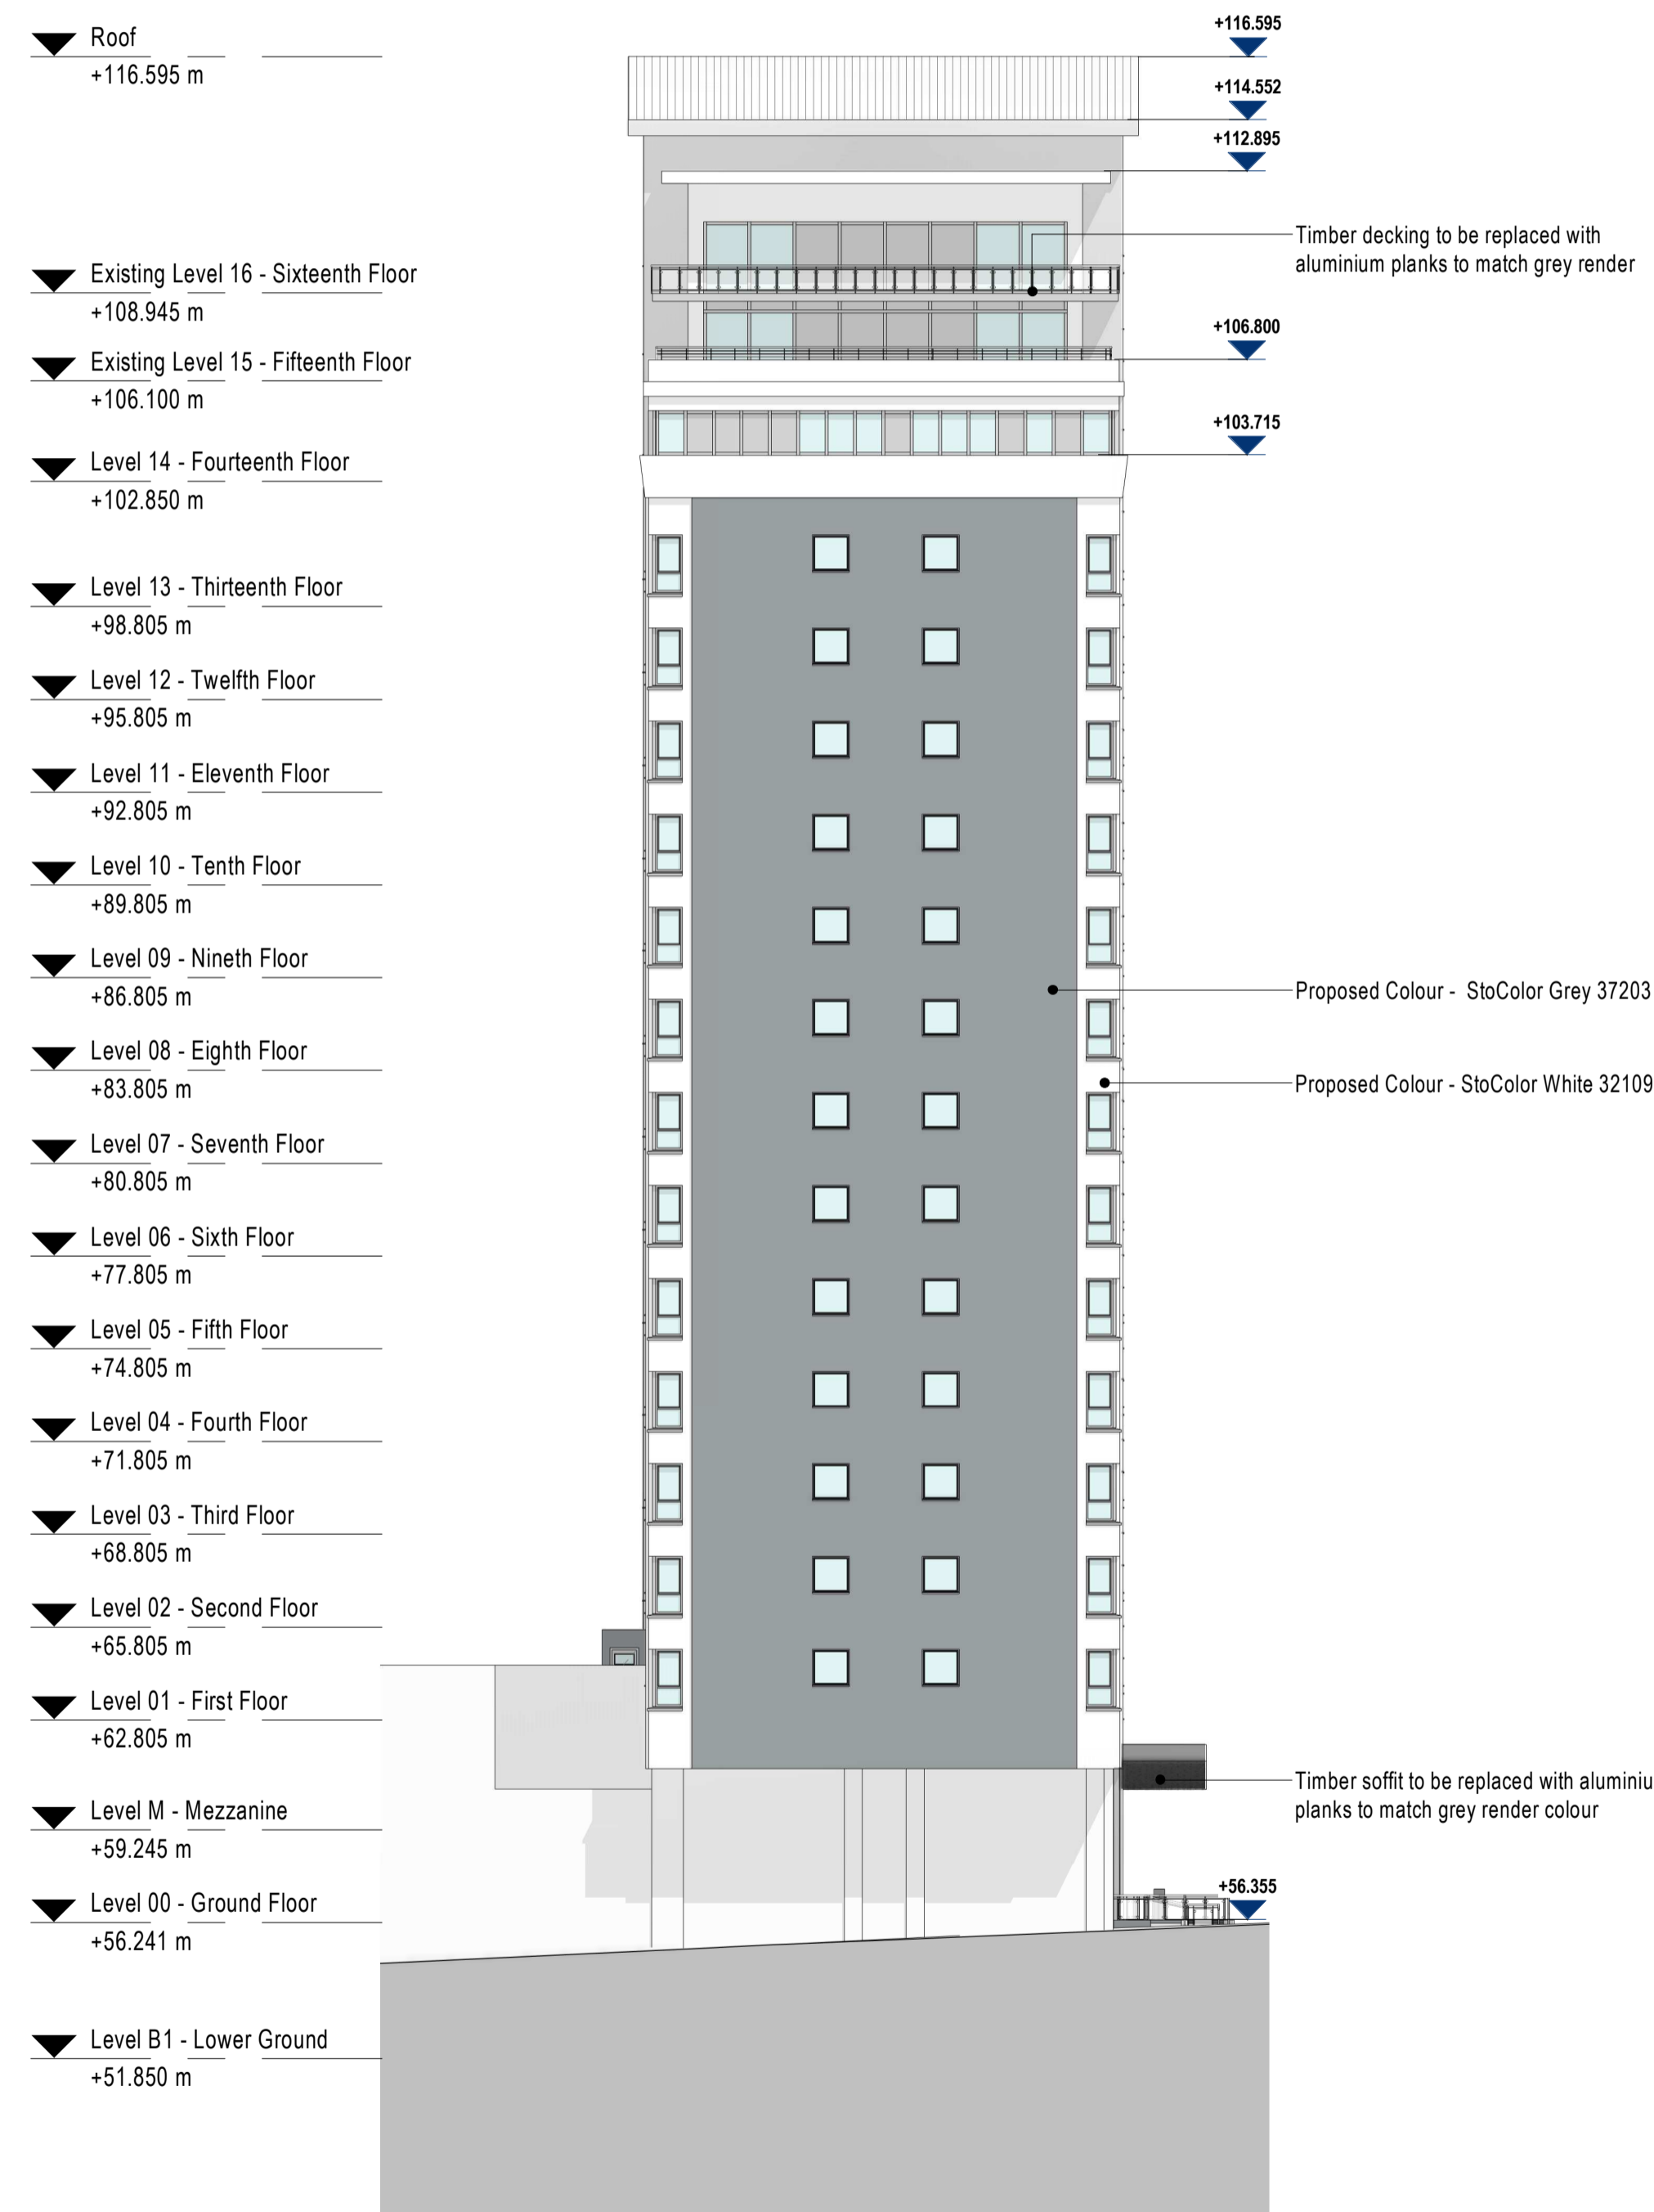 Roof
+116.595 m
Existing Level 16 - Sixteenth Floor
+108.945 m
Existing Level 15 - Fifteenth Floor
+106.100 m
Level 14 - Fourteenth Floor
+102.850 m
Level 13 - Thirteenth Floor
+98.805 m
Level 12 - Twelfth Floor
+95.805 m
Level 11 - Eleventh Floor
+92.805 m
Level 10 - Tenth Floor
+89.805 m
Level 09 - Nineth Floor
+86.805 m
Level 08 - Eighth Floor
+83.805 m
Level 07 - Seventh Floor
+80.805 m
Level 06 - Sixth Floor
+77.805 m
Level 05 - Fifth Floor
+74.805 m
Level 04 - Fourth Floor
+71.805 m
Level 03 - Third Floor
+68.805 m
Level 02 - Second Floor
+65.805 m
Level 01 - First Floor
+62.805 m
Level M - Mezzanine
+59.245 m
Level 00 - Ground Floor
+56.241 m
Level B1 - Lower Ground
+51.850 m
+116.595
+114.552
+112.895
Timber decking to be replaced with
aluminium planks to match grey render
+106.800
+103.715
Proposed Colour - StoColor Grey 37203
Proposed Colour - StoColor White 32109
Timber soffit to be replaced with aluminiu
planks to match grey render colour
+56.355